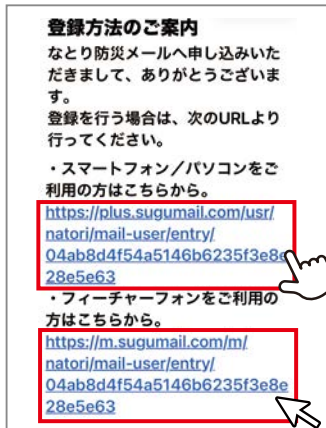 登録方法のご案内
なとり防災メールへ申し込みいた
だきまして、ありがとうございま
す。
登録を行う場合は、次のURLより
行ってください。
・スマートフォン／パソコンをご
利用の方はこちらから。
https://plus.sugumail.com/usr/
natori/mail-user/entry/
04ab8d4f54a5146b6235f3e8e
28e5e63
・フィーチャーフォンをご利用の
方はこちらから。
https://m.sugumail.com/m/
natori/mail-user/entry/
04ab8d4f54a5146b6235f3e8e
28e5e63